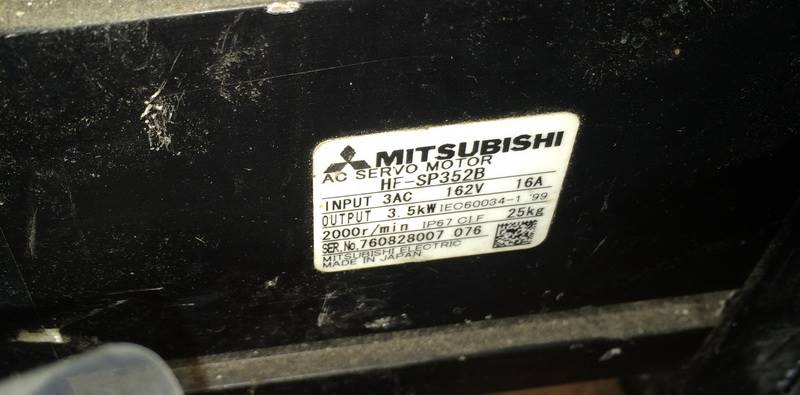 MITSUBISHI
AC SERVO MOTOR
HF-SP352B
INPUT 3AC 162V 16A
OUTPUT 3.5kW IEC60034-1 '99
2000r/min IP67 Cl.F 25kg
SER.No.760828007 076
MITSUBISHI ELECTRIC
MADE IN JAPAN